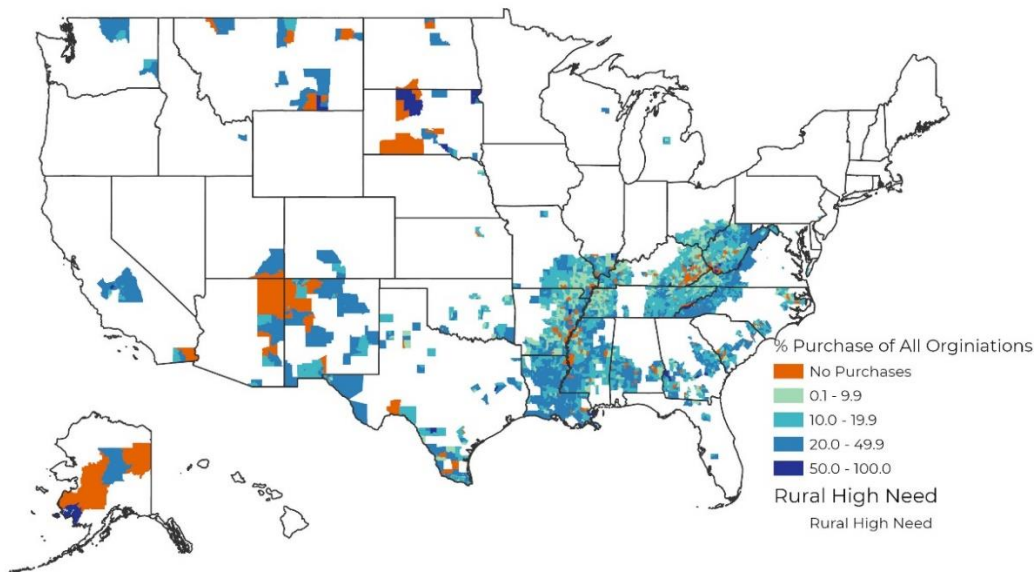 % Purchase of All Orginiations
No Purchases
0.1 - 9.9
10.0 - 19.9
20.0 - 49.9
50.0 - 100.0
Rural High Need
Rural High Need